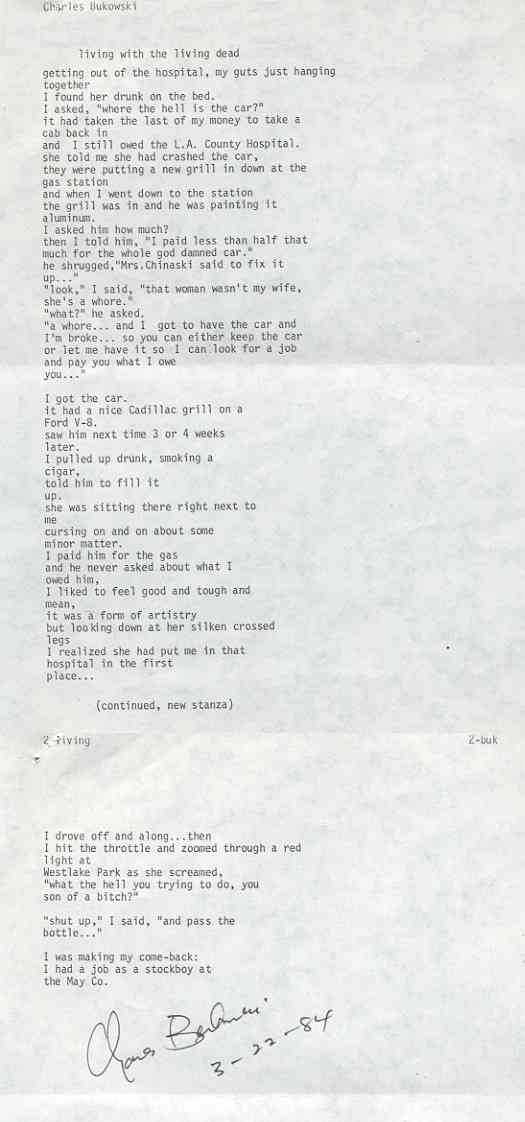 Charles Bukowski
living with the living dead
getting out of the hospital, my guts just hanging
together
I found her drunk on the bed.
I asked, "where the hell is the car?"
it had taken the last of my money to take a
cab back in
and I still owed the L.A. County Hospital.
she told me she had crashed the car,
they were putting a new grill in down at the
gas station
and when I went down to the station
the grill was in and he was painting it
aluminum.
I asked him how much?
then I told him, "I paid less than half that
much for the whole god damned car."
he shrugged,"Mrs.Chinaski said to fix it
up..."
"look," I said, "that woman wasn't my wife,
she's a whore."
"what?" he asked.
"a whore... and I got to have the car and
I'm broke... so you can either keep the car
or let me have it so I can look for a job
and pay you what I owe
you..."
I got the car.
it had a nice Cadillac grill on a
Ford V-8.
saw him next time 3 or 4 weeks
later.
I pulled up drunk, smoking a
cigar,
told him to fill it
up.
she was sitting there right next to
me
cursing on and on about some
minor matter.
I paid him for the gas
and he never asked about what I
owed him,
I liked to feel good and tough and
mean,
it was a form of artistry
but looking down at her silken crossed
legs
I realized she had put me in that
hospital in the first
place...
(continued, new stanza)
2 living 2-buk
I drove off and along...then
I hit the throttle and zoomed through a red
light at
Westlake Park as she screamed,
"what the hell you trying to do, you
son of a bitch?"
"shut up," I said, "and pass the
bottle..."
I was making my come-back:
I had a job as a stockboy at
the May Co.
Charles Bukowski
3-22-84